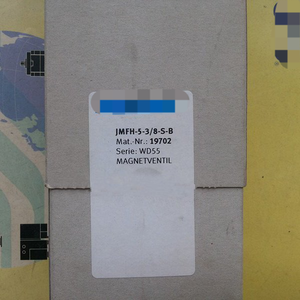 JMFH-5-3/8-S-B
Mat.-Nr.: 19702
Serie: WD55
MAGNETVENTIL